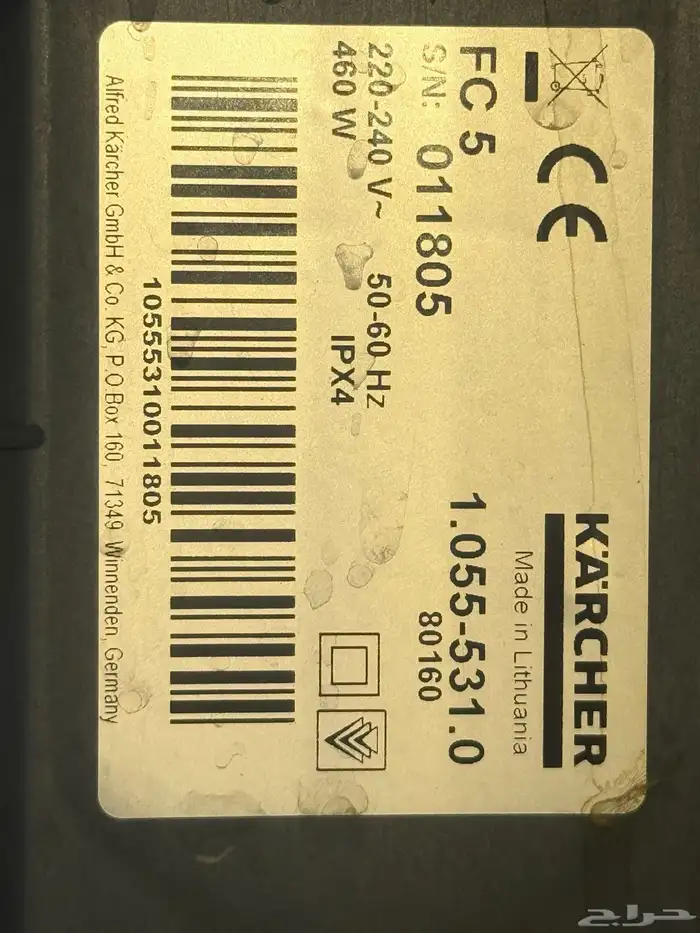 KÄRCHER
Made in Lithuania
FC 5
1.055-531.0
S/N: 011805
80160
220-240 V~ 50-60 Hz
460 W IPX4
10555310011805
Alfred Kärcher GmbH & Co. KG, P.O.Box 160, 71349 Winnenden, Germany
حراج